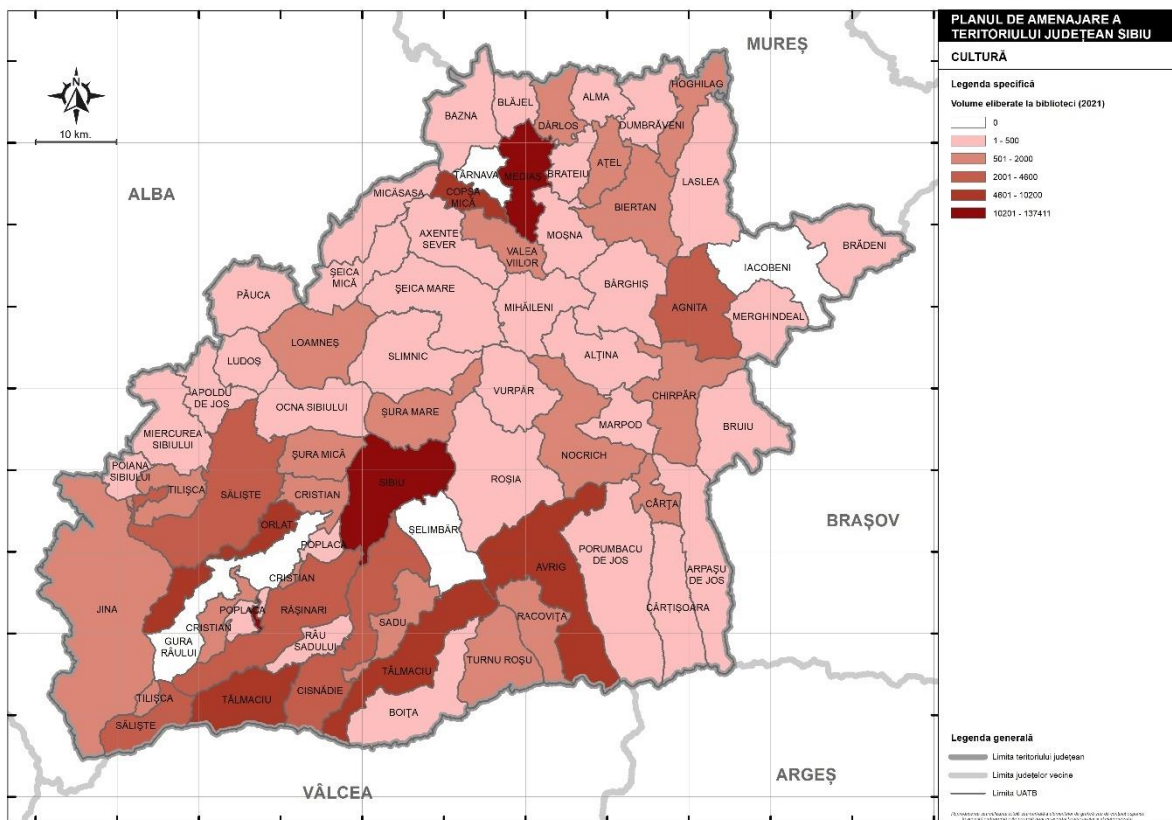 PLANUL DE AMENAJARE A
TERITORIULUI JUDEȚEAN SIBIU
CULTURĂ
Legenda specifică
Volume eliberate la biblioteci (2021)
0
1 - 500
501 - 2000
2001 - 4600
4601 - 10200
10201 - 137411
10 km.
MUREȘ
ALBA
BRAȘOV
ARGEȘ
VÂLCEA
HOGHILAG
BLĂJEL
ALMA
BAZNA
DÂRLOS
DUMBRĂVENI
TÂRNAVA
MEDIAȘ
BRATEIU
AȚEL
LASLEA
MICĂSASA
COPȘA
MICĂ
BIERTAN
AXENTE
SEVER
MOȘNA
VALEA
VIILOR
BRĂDENI
IACOBENI
ȘEICA
MICĂ
ȘEICA MARE
BÂRGHIȘ
PĂUCA
MIHĂILENI
AGNITA
MERGHINDEAL
LOAMNEȘ
SLIMNIC
ALȚINA
LUDOȘ
VURPĂR
APOLDU
DE JOS
OCNA SIBIULUI
ȘURA MARE
CHIRPĂR
MARPOD
BRUIU
MIERCUREA
SIBIULUI
ȘURA MICĂ
NOCRICH
POIANA
SIBIULUI
TILIȘCA
SĂLIȘTE
CRISTIAN
SIBIU
ROȘIA
CÂRȚA
ORLAT
ȘELIMBĂR
POPLACA
PORUMBACU
DE JOS
AVRIG
ARPAȘU
DE JOS
CRISTIAN
JINA
POPLACA
RĂȘINARI
CÂRȚIȘOARA
RACOVIȚA
CRISTIAN
SADU
GURA
RÂULUI
RÂU
SADULUI
TURNU ROȘU
TĂLMACIU
TILIȘCA
TĂLMACIU
CISNĂDIE
BOIȚA
SĂLIȘTE
Legenda generală
Limita teritoriului județean
Limita județelor vecine
Limita UATB